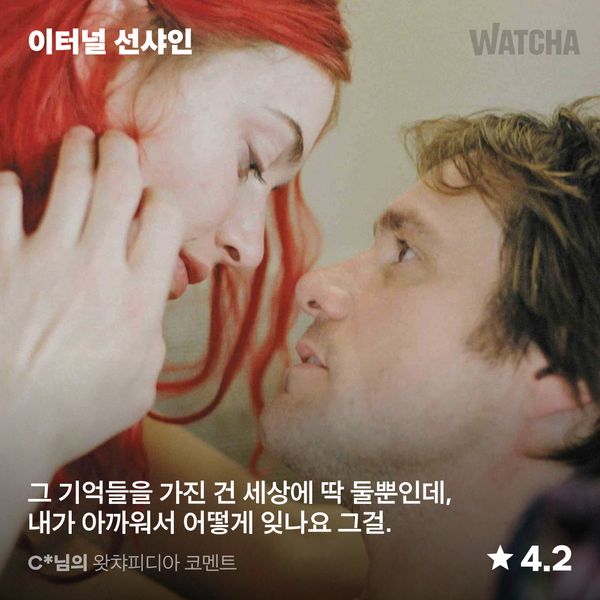 이터널 선샤인
WATCHA
그 기억들을 가진 건 세상에 딱 둘뿐인데,
내가 아까워서 어떻게 잊나요 그걸.
C*님의 왓챠피디아 코멘트
★ 4.2